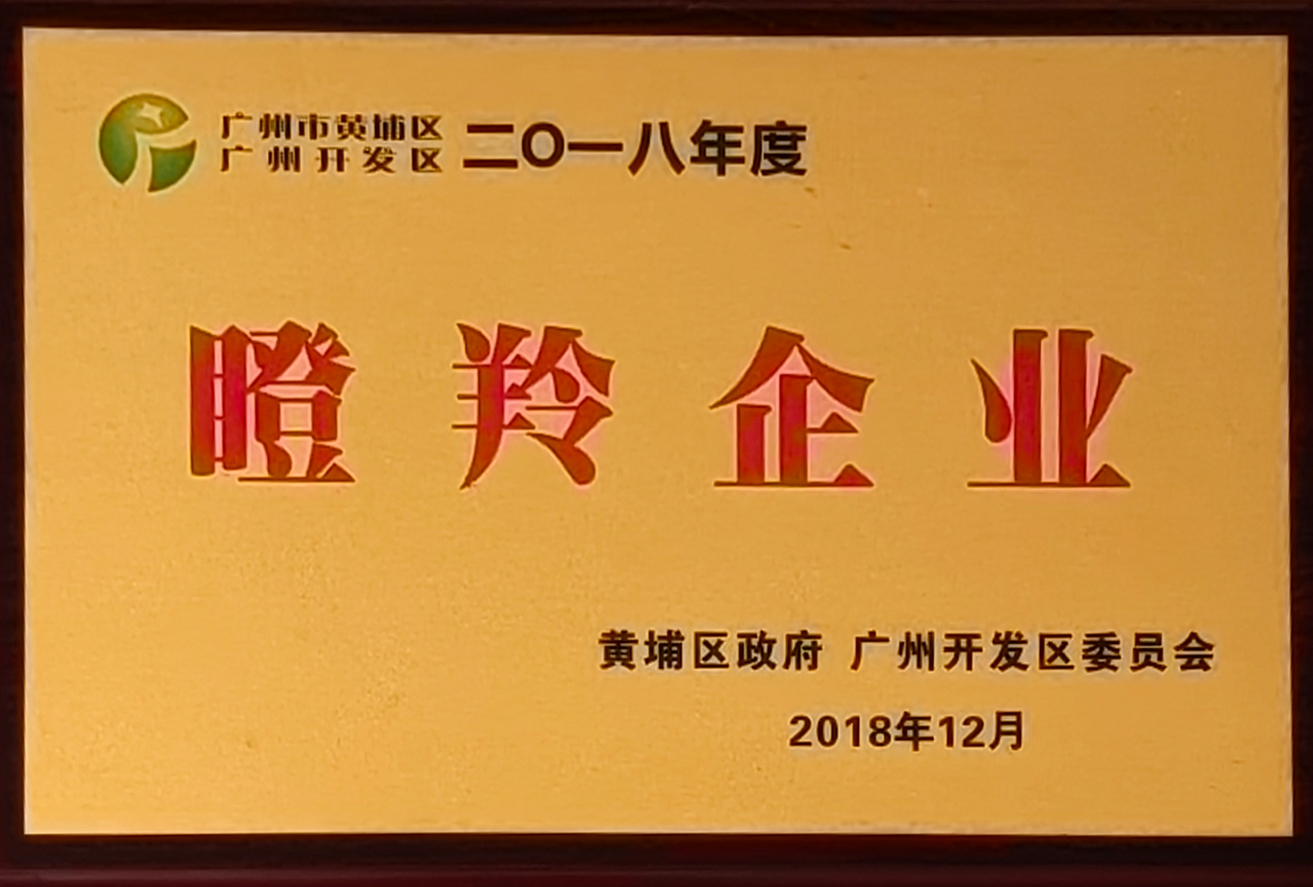 广州市黄埔区
广州开发区
二〇一八年度
瞪羚企业
黄埔区政府 广州开发区委员会
2018年12月